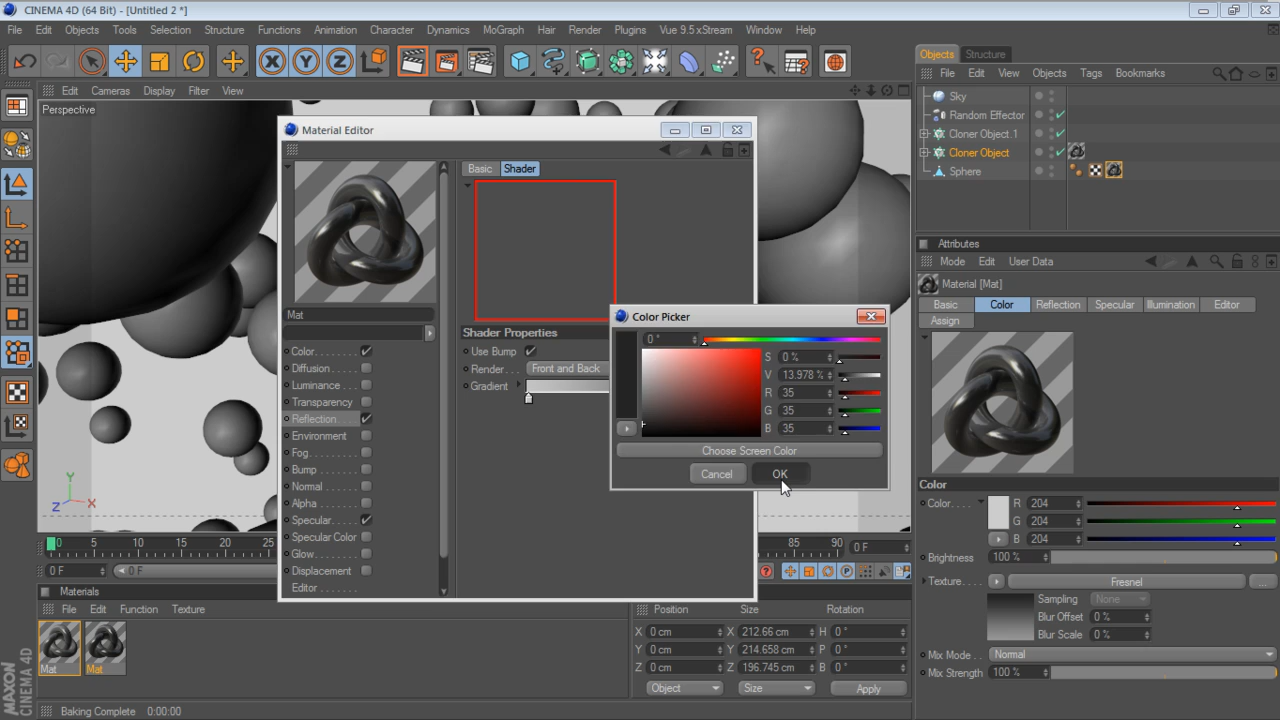 CINEMA 4D (64 Bit) - [Untitled 2 *]
File Edit Objects Tools Selection Structure Functions Animation Character Dynamics MoGraph Hair Render Plugins Vue 9.5 xStream Window Help
Objects Structure
File Edit View Objects Tags Bookmarks
Edit Cameras Display Filter View
Perspective
Sky
Random Effector
Cloner Object.1
Cloner Object
Sphere
Material Editor
Basic Shader
Mat
Shader Properties
Use Bump
Render. . . Front and Back
Gradient
Color. . . .
Diffusion . .
Luminance. .
Transparency
Reflection. .
Environment
Fog. . . . .
Bump . . . .
Normal . . .
Alpha. . . .
Specular. . .
Specular Color
Glow. . . . .
Displacement
Editor . . . .
Color Picker
0 °
S 0 %
V 13.978 %
R 35
G 35
B 35
Choose Screen Color
Cancel OK
Attributes
Mode Edit User Data
Material [Mat]
Basic Color Reflection Specular Illumination Editor
Assign
Color
Color. . . . R 204
G 204
B 204
Brightness 100 %
Texture. . . . . Fresnel ...
Sampling None
Blur Offset 0 %
Blur Scale 0 %
Mix Mode . . Normal
Mix Strength 100 %
0 5 10 15 20 25 85 90 0 F
0 F 0 F
Materials
File Edit Function Texture
Mat Mat
Position Size Rotation
X 0 cm X 212.66 cm H 0 °
Y 0 cm Y 214.658 cm P 0 °
Z 0 cm Z 196.745 cm B 0 °
Object Size Apply
MAXON
CINEMA 4D
Baking Complete 0:00:00
X Y Z
Y
Z X